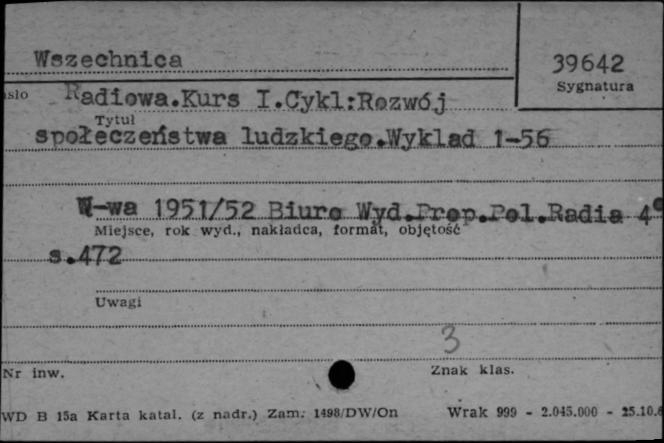 Wszechnica
39642
Sygnatura
Radiowa.Kurs I.Cykl:Rozwój
Tytuł
społeczeństwa ludzkiego.Wykład 1-56
W-wa 1951/52 Biuro Wyd.Prop.Pol.Radia 4°
Miejsce, rok wyd., nakładca, format, objętość
s.472
Uwagi
3
Nr inw.
Znak klas.
WD B 15a Karta katal. (z nadr.) Zam. 1498/DW/On Wrak 999 - 2.045.000 - 25.10.6